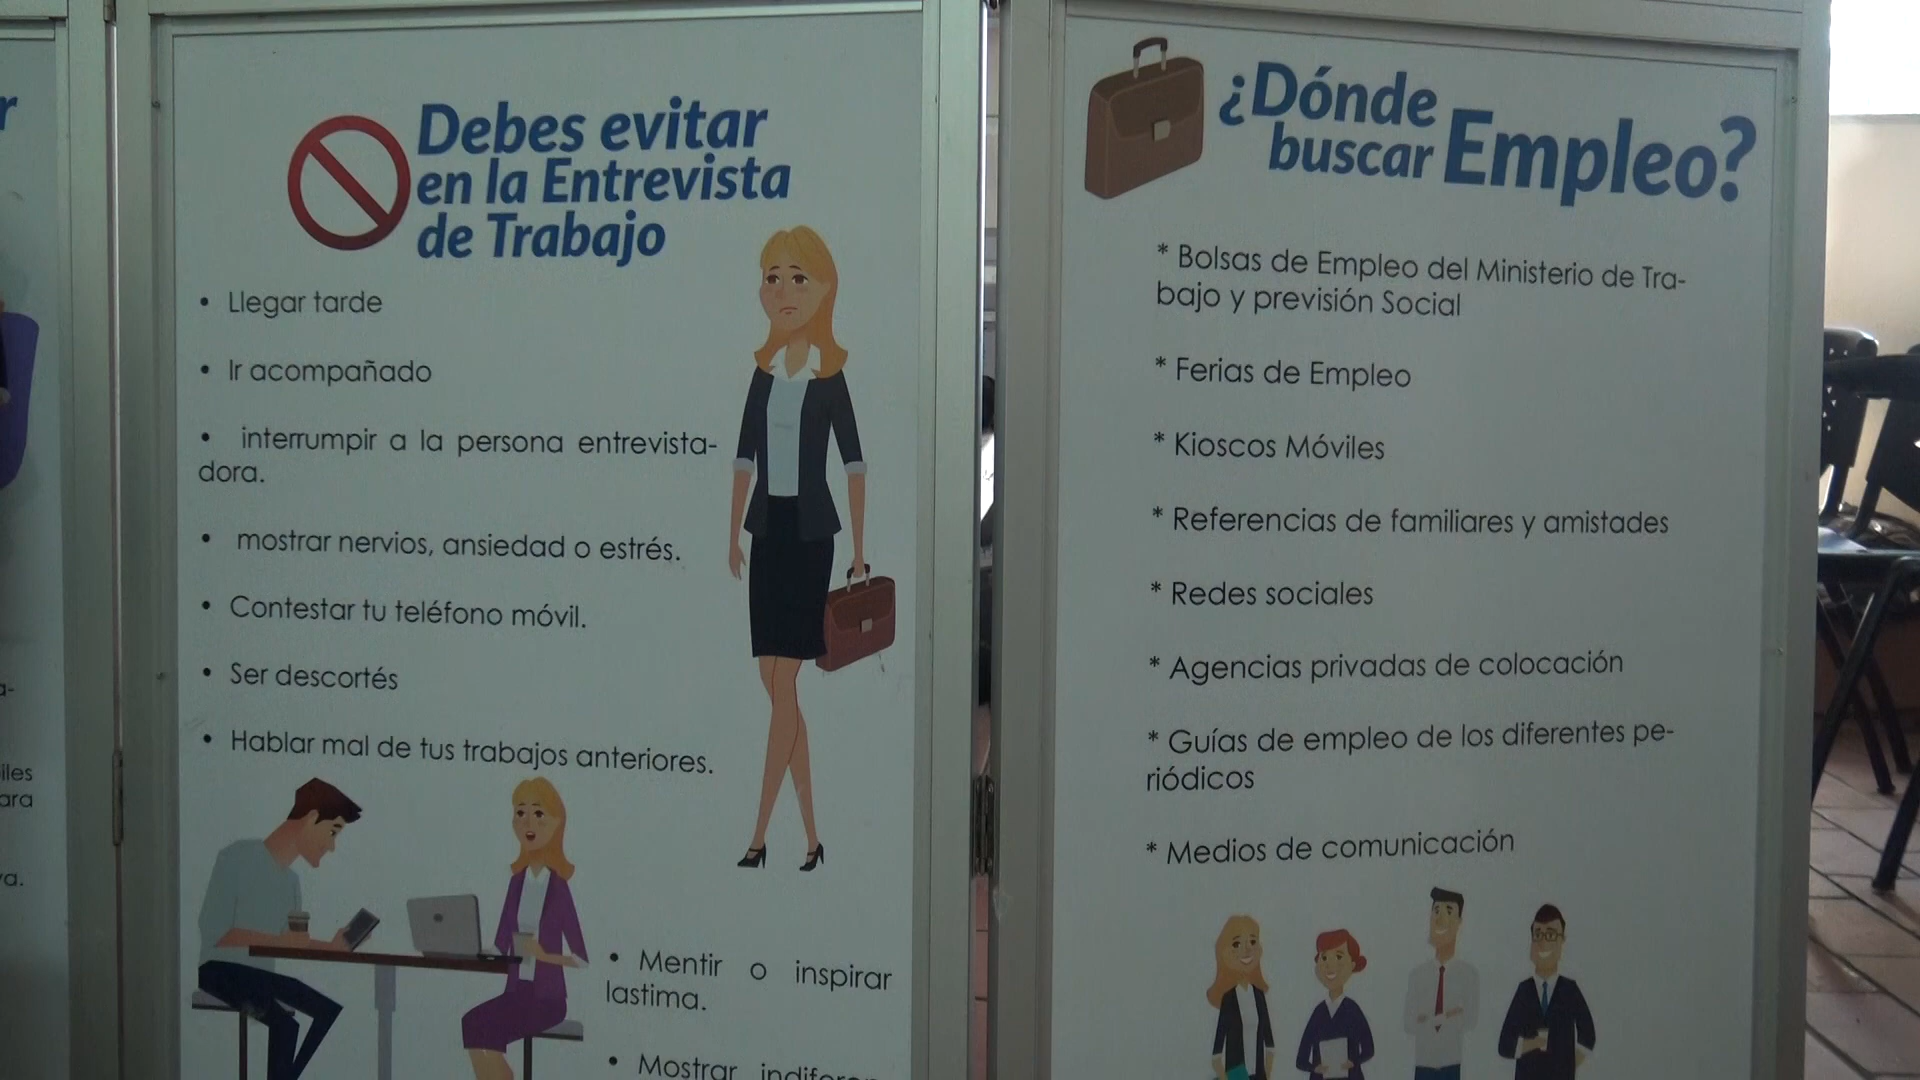 Debes evitar
en la Entrevista
de Trabajo
• Llegar tarde
• Ir acompañado
• interrumpir a la persona entrevista-
dora.
• mostrar nervios, ansiedad o estrés.
• Contestar tu teléfono móvil.
• Ser descortés
• Hablar mal de tus trabajos anteriores.
• Mentir o inspirar
lastima.
• Mostrar
¿Dónde
buscar Empleo?
* Bolsas de Empleo del Ministerio de Tra-
bajo y previsión Social
* Ferias de Empleo
* Kioscos Móviles
* Referencias de familiares y amistades
* Redes sociales
* Agencias privadas de colocación
* Guías de empleo de los diferentes pe-
riódicos
* Medios de comunicación